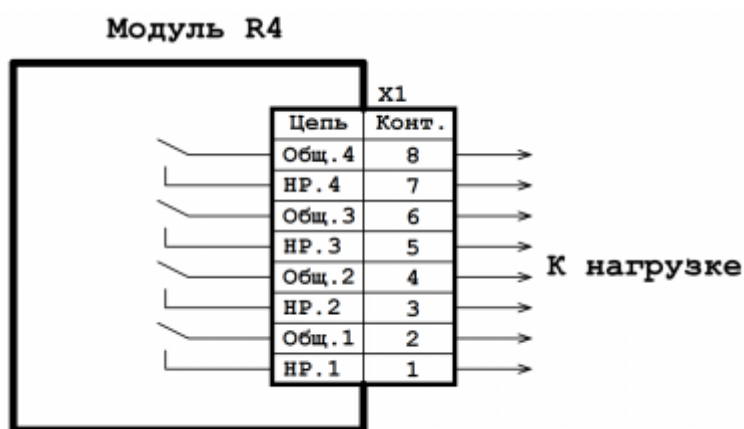 Модуль R4
X1
Цепь Конт.
Общ.4 8
НР.4 7
Общ.3 6
НР.3 5
Общ.2 4
К нагрузке
НР.2 3
Общ.1 2
НР.1 1